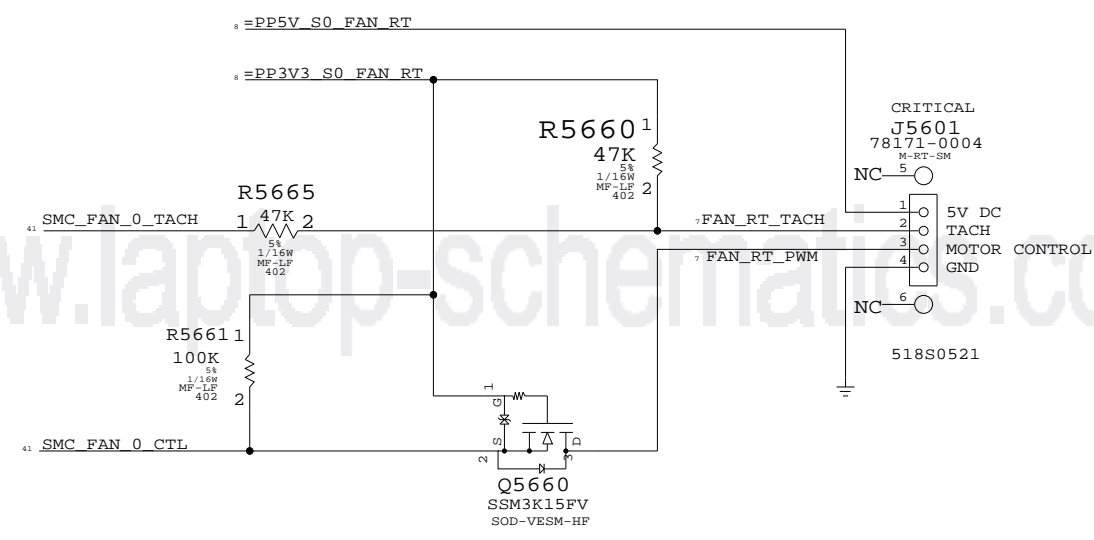 8 =PP5V_S0_FAN_RT
8 =PP3V3_S0_FAN_RT
CRITICAL
J5601
78171-0004
M-RT-SM
R5660 1
47K
5%
1/16W
MF-LF
402 2
NC 5
R5665
1 47K 2
5%
1/16W
MF-LF
402
41 SMC_FAN_0_TACH
7 FAN_RT_TACH
7 FAN_RT_PWM
1 5V DC
2 TACH
3 MOTOR CONTROL
4 GND
NC 6
518S0521
w.laptop-schematics.co
R5661 1
100K
5%
1/16W
MF-LF
402 2
41 SMC_FAN_0_CTL
1 G
2 S
D 3
Q5660
SSM3K15FV
SOD-VESM-HF